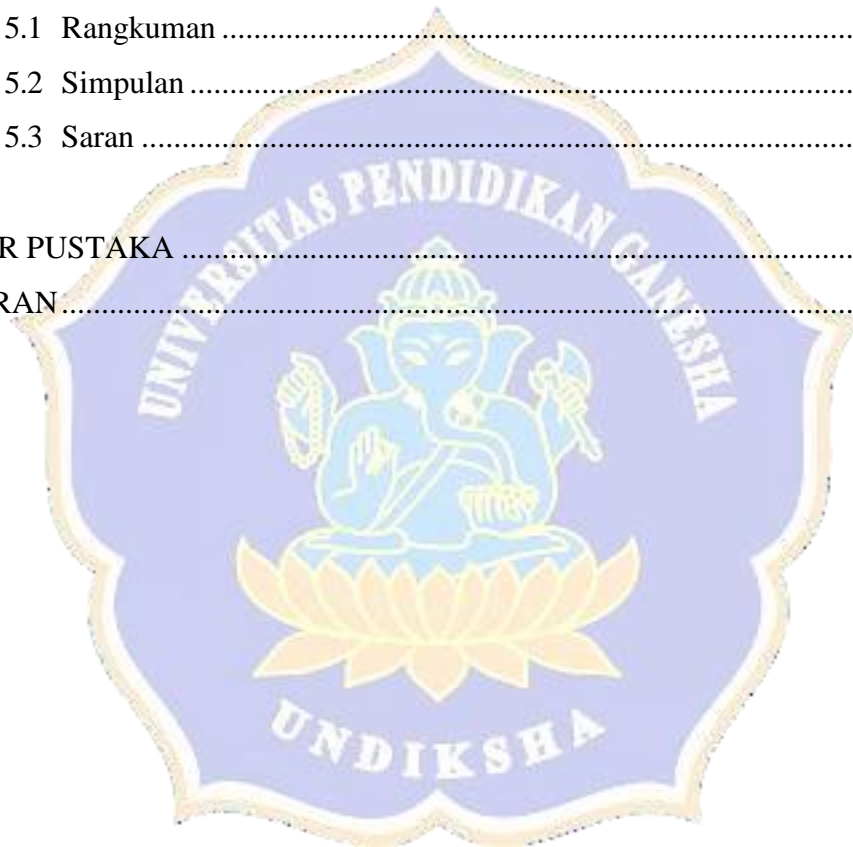 5.1 Rangkuman ........................................................................
5.2 Simpulan ............................................................................
5.3 Saran ..................................................................................
R PUSTAKA ............................................................................
RAN...........................................................................................
UNIVERSITAS PENDIDIKAN GANESHA
UNDIKSHA